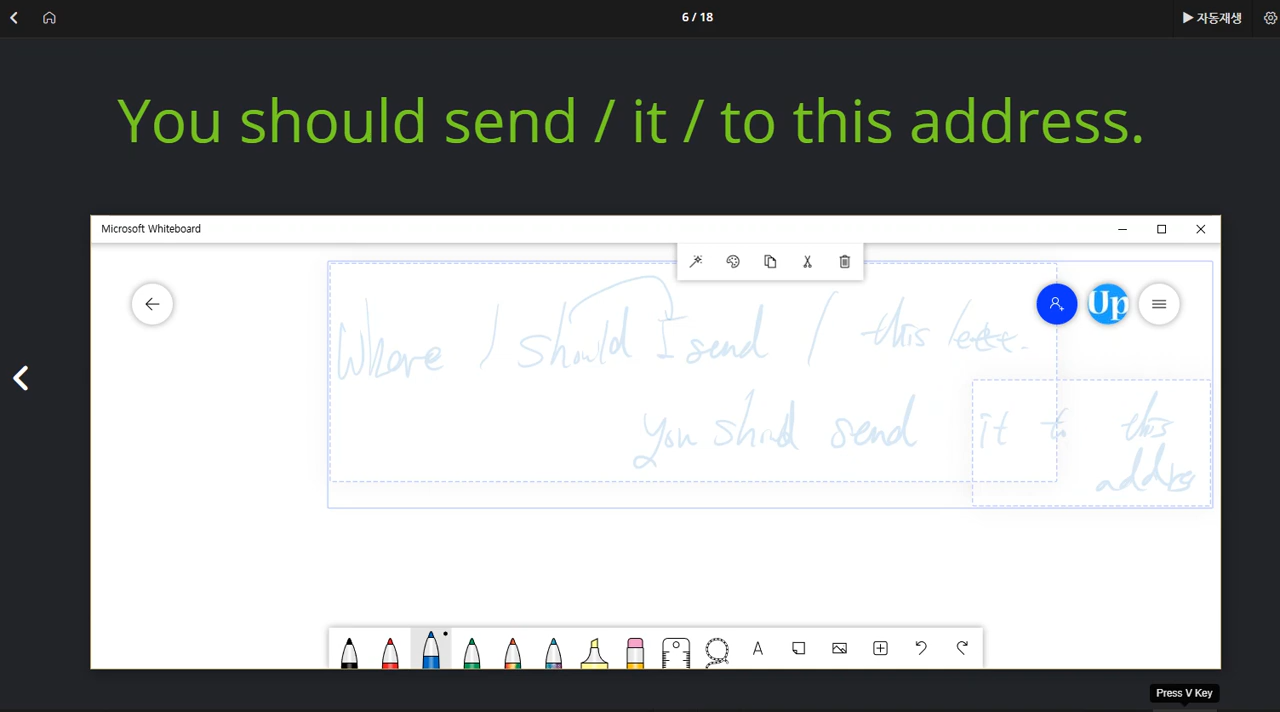 6 / 18
자동재생
You should send / it / to this address.
Microsoft Whiteboard
Up
Where / should I send / this
you should send it to this
A
Press V Key